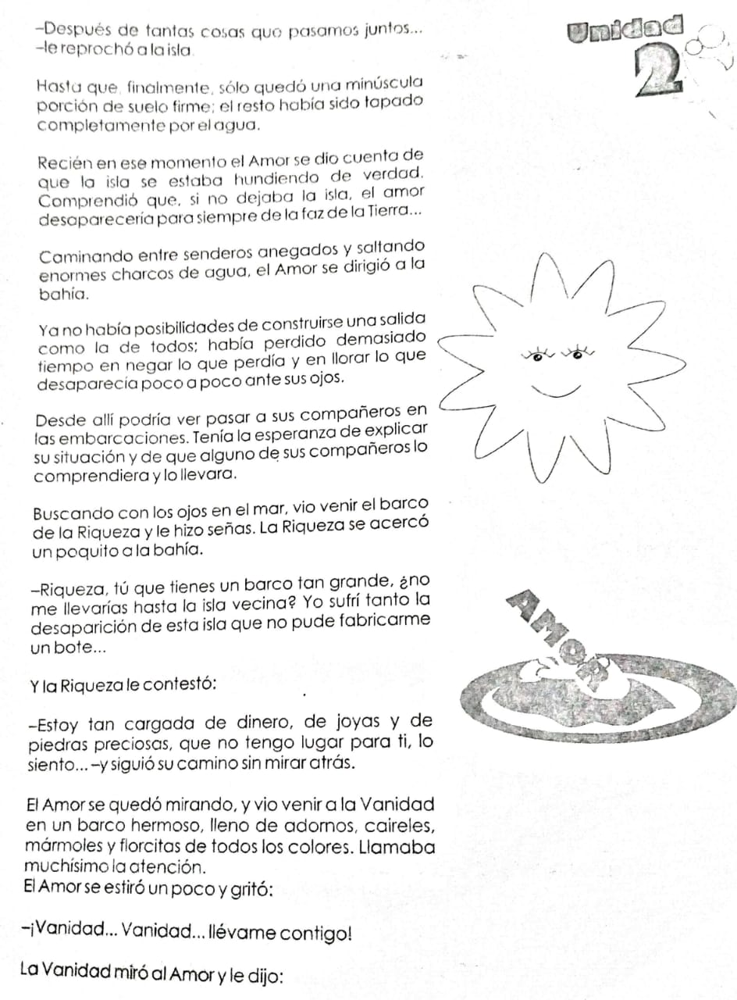 –Después de tantas cosas que pasamos juntos...
–le reprochó a la isla.
Hasta que, finalmente, sólo quedó una minúscula
porción de suelo firme; el resto había sido tapado
completamente por el agua.
Recién en ese momento el Amor se dio cuenta de
que la isla se estaba hundiendo de verdad.
Comprendió que, si no dejaba la isla, el amor
desaparecería para siempre de la faz de la Tierra...
Caminando entre senderos anegados y saltando
enormes charcos de agua, el Amor se dirigió a la
bahía.
Ya no había posibilidades de construirse una salida
como la de todos; había perdido demasiado
tiempo en negar lo que perdía y en llorar lo que
desaparecía poco a poco ante sus ojos.
Desde allí podría ver pasar a sus compañeros en
las embarcaciones. Tenía la esperanza de explicar
su situación y de que alguno de sus compañeros lo
comprendiera y lo llevara.
Buscando con los ojos en el mar, vio venir el barco
de la Riqueza y le hizo señas. La Riqueza se acercó
un poquito a la bahía.
–Riqueza, tú que tienes un barco tan grande, ¿no
me llevarías hasta la isla vecina? Yo sufrí tanto la
desaparición de esta isla que no pude fabricarme
un bote...
Y la Riqueza le contestó:
–Estoy tan cargada de dinero, de joyas y de
piedras preciosas, que no tengo lugar para ti, lo
siento... –y siguió su camino sin mirar atrás.
El Amor se quedó mirando, y vio venir a la Vanidad
en un barco hermoso, lleno de adornos, caireles,
mármoles y florcitas de todos los colores. Llamaba
muchísimo la atención.
El Amor se estiró un poco y gritó:
–¡Vanidad... Vanidad... llévame contigo!
La Vanidad miró al Amor y le dijo:
Unidad
2
AMOR